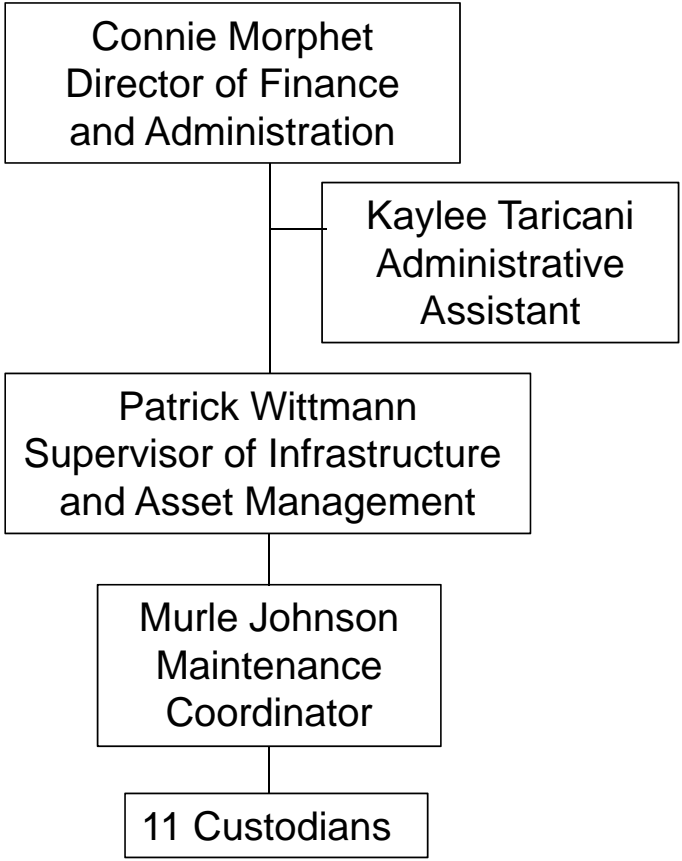 Connie Morphet
Director of Finance
and Administration
Kaylee Taricani
Administrative
Assistant
Patrick Wittmann
Supervisor of Infrastructure
and Asset Management
Murle Johnson
Maintenance
Coordinator
11 Custodians